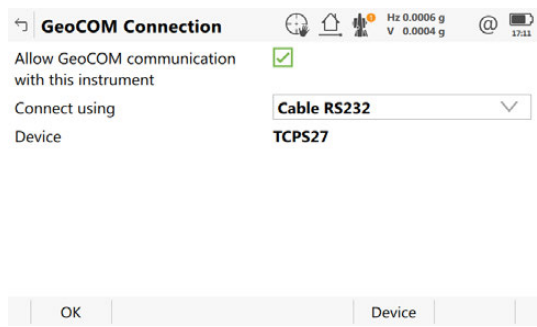 GeoCOM Connection
Hz 0.0006 g
V 0.0004 g
@
17:11
Allow GeoCOM communication
with this instrument
Connect using
Cable RS232
Device
TCPS27
OK
Device